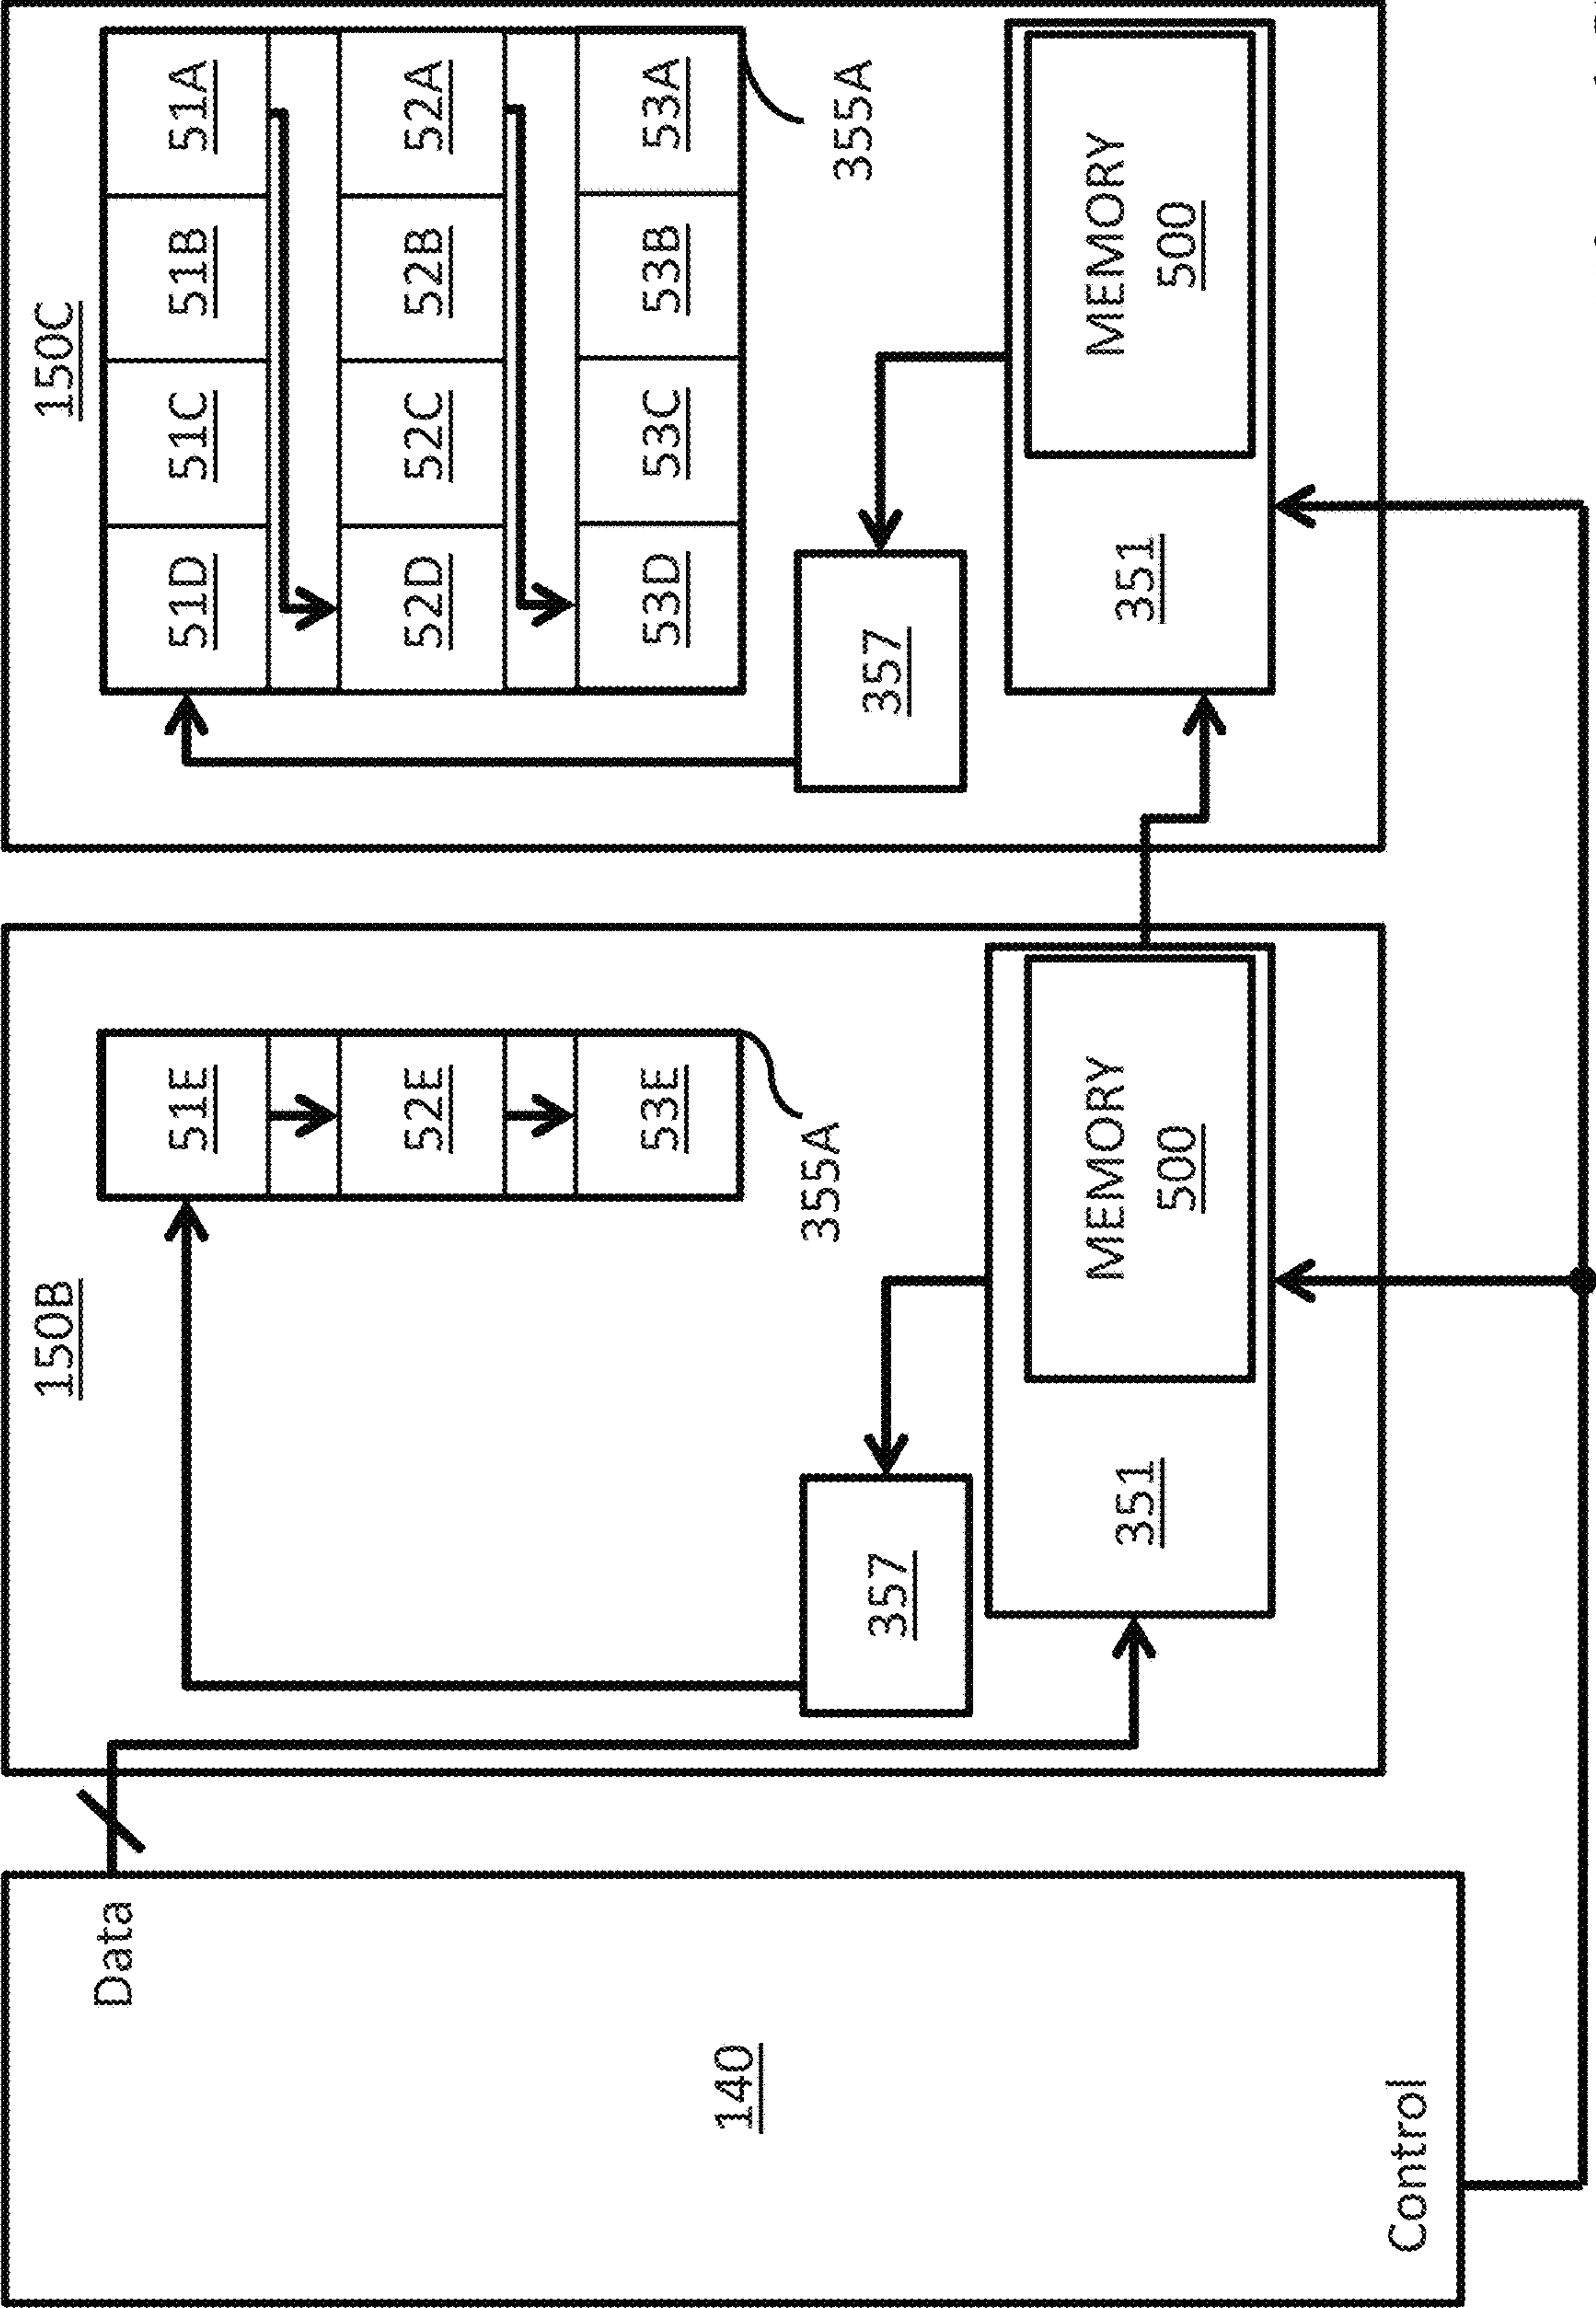 Data
140
Control
150B
51E
52E
53E
355A
357
351
MEMORY
500
150C
51D 51C 51B 51A
52D 52C 52B 52A
53D 53C 53B 53A
355A
357
351
MEMORY
500